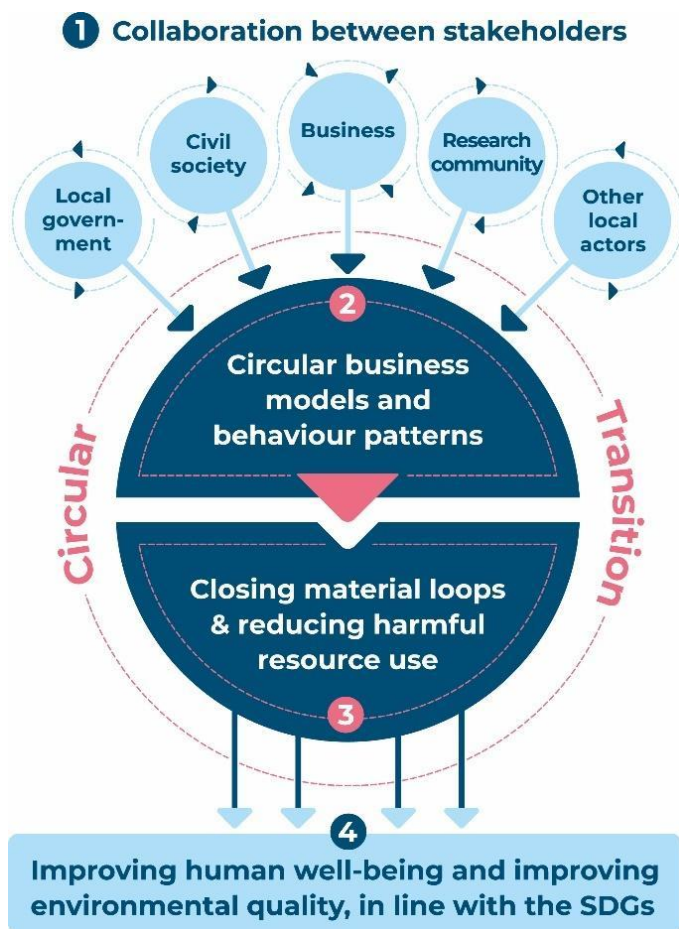 1 Collaboration between stakeholders
Local
govern-
ment
Civil
society
Business
Research
community
Other
local
actors
Circular
Transition
2
Circular business
models and
behaviour patterns
Closing material loops
& reducing harmful
resource use
3
4
Improving human well-being and improving
environmental quality, in line with the SDGs